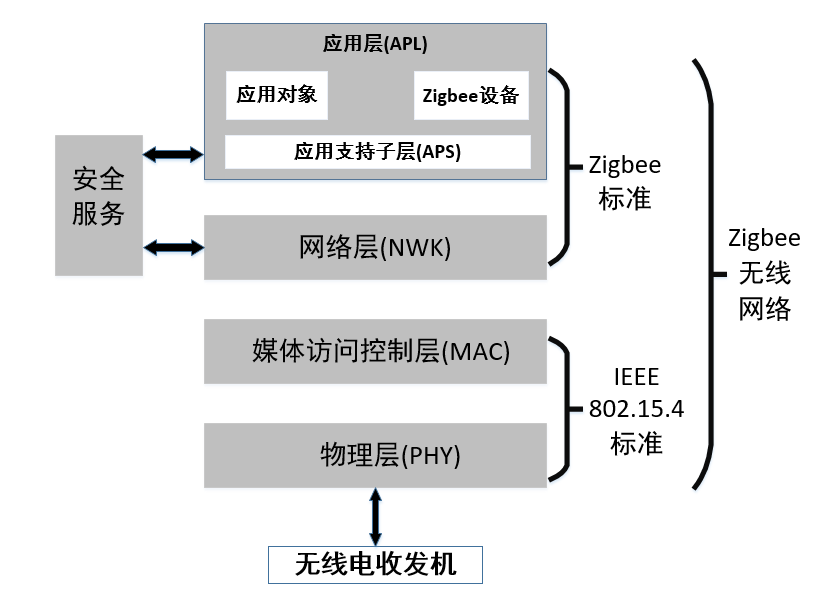 应用层(APL)
应用对象
Zigbee设备
应用支持子层(APS)
安全
服务
网络层(NWK)
Zigbee
标准
媒体访问控制层(MAC)
物理层(PHY)
IEEE
802.15.4
标准
Zigbee
无线
网络
无线电收发机